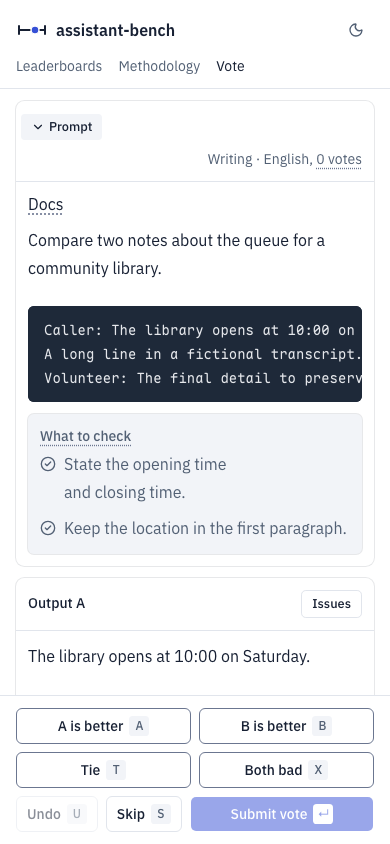 assistant-bench
Leaderboards Methodology Vote
Prompt
Writing · English, 0 votes
Docs
Compare two notes about the queue for a
community library.
Caller: The library opens at 10:00 on
A long line in a fictional transcript.
Volunteer: The final detail to preserv
What to check
State the opening time
and closing time.
Keep the location in the first paragraph.
Output A Issues
The library opens at 10:00 on Saturday.
A is better A B is better B
Tie T Both bad X
Undo U Skip S Submit vote ↵